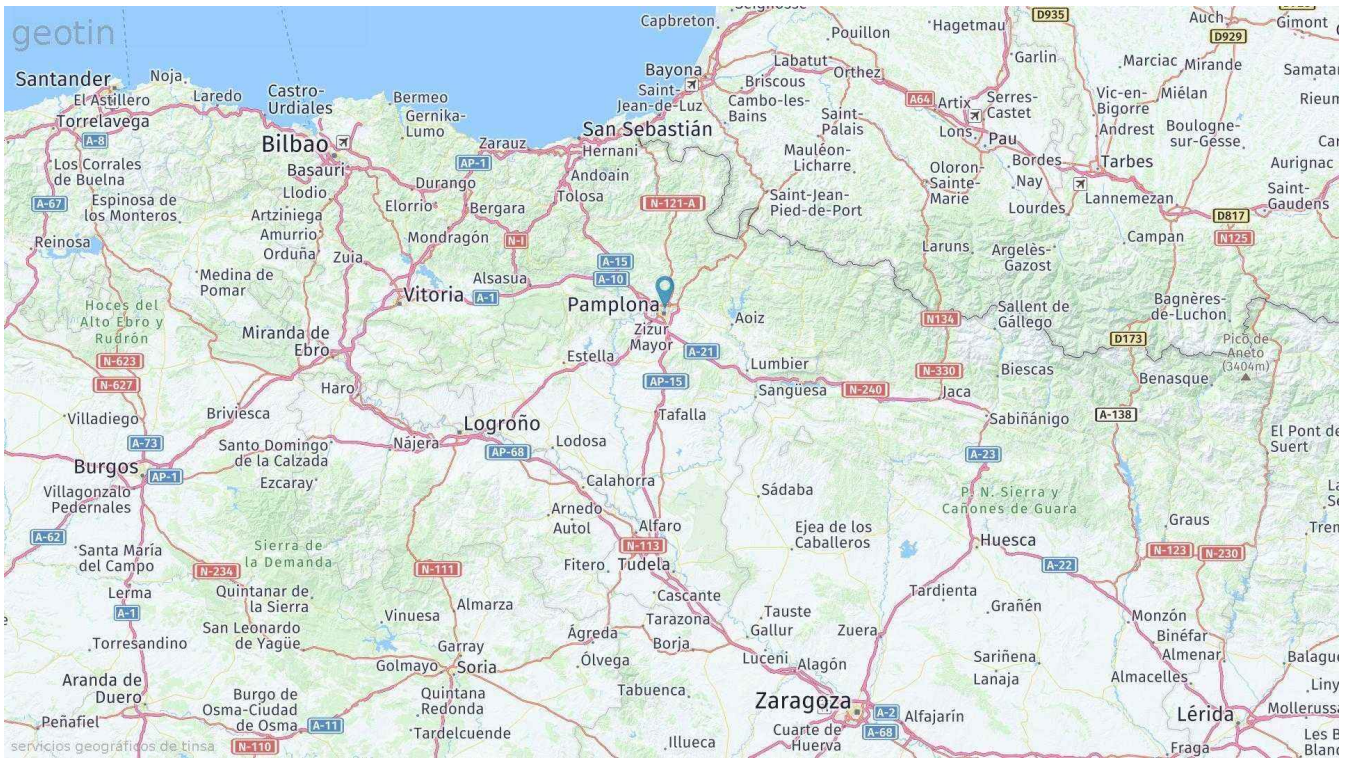 geotin
Seignosse
Capbreton
D935
Auch
Gimont
Hagetmau
Pouillon
D929
Santander
Noja
Bayona
Labatut
Orthez
Garlin
Marciac
Mirande
El Astillero
Laredo
Castro-
Urdiales
Bermeo
Saint-
Jean-de-Luz
Briscous
A64
Artix
Serres-
Castet
Vic-en-
Bigorre
Miélan
Torrelavega
Gernika-
Lumo
Cambo-les-
Bains
Saint-
Palais
Andrest
Boulogne-
sur-Gesse
A-8
Bilbao
Zarauz
San Sebastián
Hernani
Lons
Pau
Mauléon-
Licharre
Los Corrales
de Buelna
Basauri
AP-1
Andoain
Oloron-
Sainte-
Marie
Bordes
Nay
Tarbes
Aurignac
Llodio
Durango
Tolosa
Saint-Jean-
Pied-de-Port
Lourdes
Lannemezan
Saint-
Gaudens
A-67
Espinosa de
los Monteros
Artziniega
Elorrio
Bergara
N-121-A
D817
Reinosa
Amurrio
Orduña
Mondragón
N-I
Laruns
Argelès-
Gazost
Campan
N125
Zuia
Medina de
Pomar
Alsasua
A-15
A-10
Hoces del
Alto Ebro y
Rudrón
Vitoria
A-1
Pamplona
Aoiz
Sallent de
Gállego
Bagnères-
de-Luchon
Miranda de
Ebro
Zizur
Mayor
N134
D173
Pico de
Aneto
(3404m)
N-623
Estella
A-21
Lumbier
N-330
Biescas
Benasque
N-627
Haro
AP-15
Sangüesa
N-240
Jaca
Villadiego
Briviesca
Tafalla
Sabiñánigo
A-138
A-73
Logroño
Nájera
Lodosa
El Pont de
Suert
Santo Domingo
de la Calzada
AP-68
A-23
Burgos
AP-1
Ezcaray
Calahorra
Sádaba
P. N. Sierra y
Cañones de Guara
Villagonzalo
Pedernales
Arnedo
Autol
Alfaro
Ejea de los
Caballeros
Graus
A-62
Santa María
del Campo
Sierra de
la Demanda
N-113
Huesca
N-123
N-230
N-234
N-111
Fitero
Tudela
A-22
Lerma
Quintanar de
la Sierra
Cascante
Tardienta
Grañén
A-1
Vinuesa
Almarza
Tarazona
Tauste
Monzón
Torresandino
San Leonardo
de Yagüe
Garray
Ágreda
Borja
Gallur
Zuera
Binéfar
Golmayo
Soria
Ólvega
Luceni
Alagón
Sariñena
Almenar
Aranda de
Duero
Burgo de
Osma-Ciudad
de Osma
Quintana
Redonda
Tabuenca
Zaragoza
Lanaja
Almacelles
Peñafiel
A-11
Tardelcuende
Cuarte de
Huerva
A-2
Alfajarín
Lérida
N-110
Illueca
A-68
Fraga
servicios geográficos de tinsa